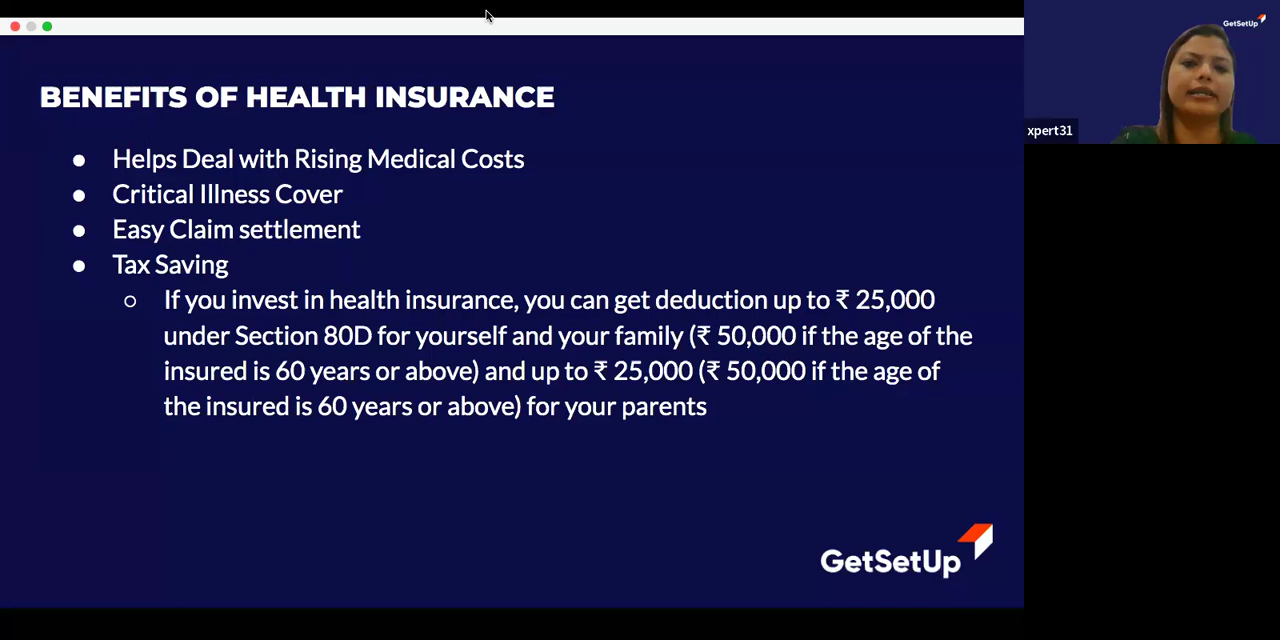 BENEFITS OF HEALTH INSURANCE
● Helps Deal with Rising Medical Costs
● Critical Illness Cover
● Easy Claim settlement
● Tax Saving
○ If you invest in health insurance, you can get deduction up to ₹ 25,000
under Section 80D for yourself and your family (₹ 50,000 if the age of the
insured is 60 years or above) and up to ₹ 25,000 (₹ 50,000 if the age of
the insured is 60 years or above) for your parents
GetSetUp
GetSetUp
xpert31